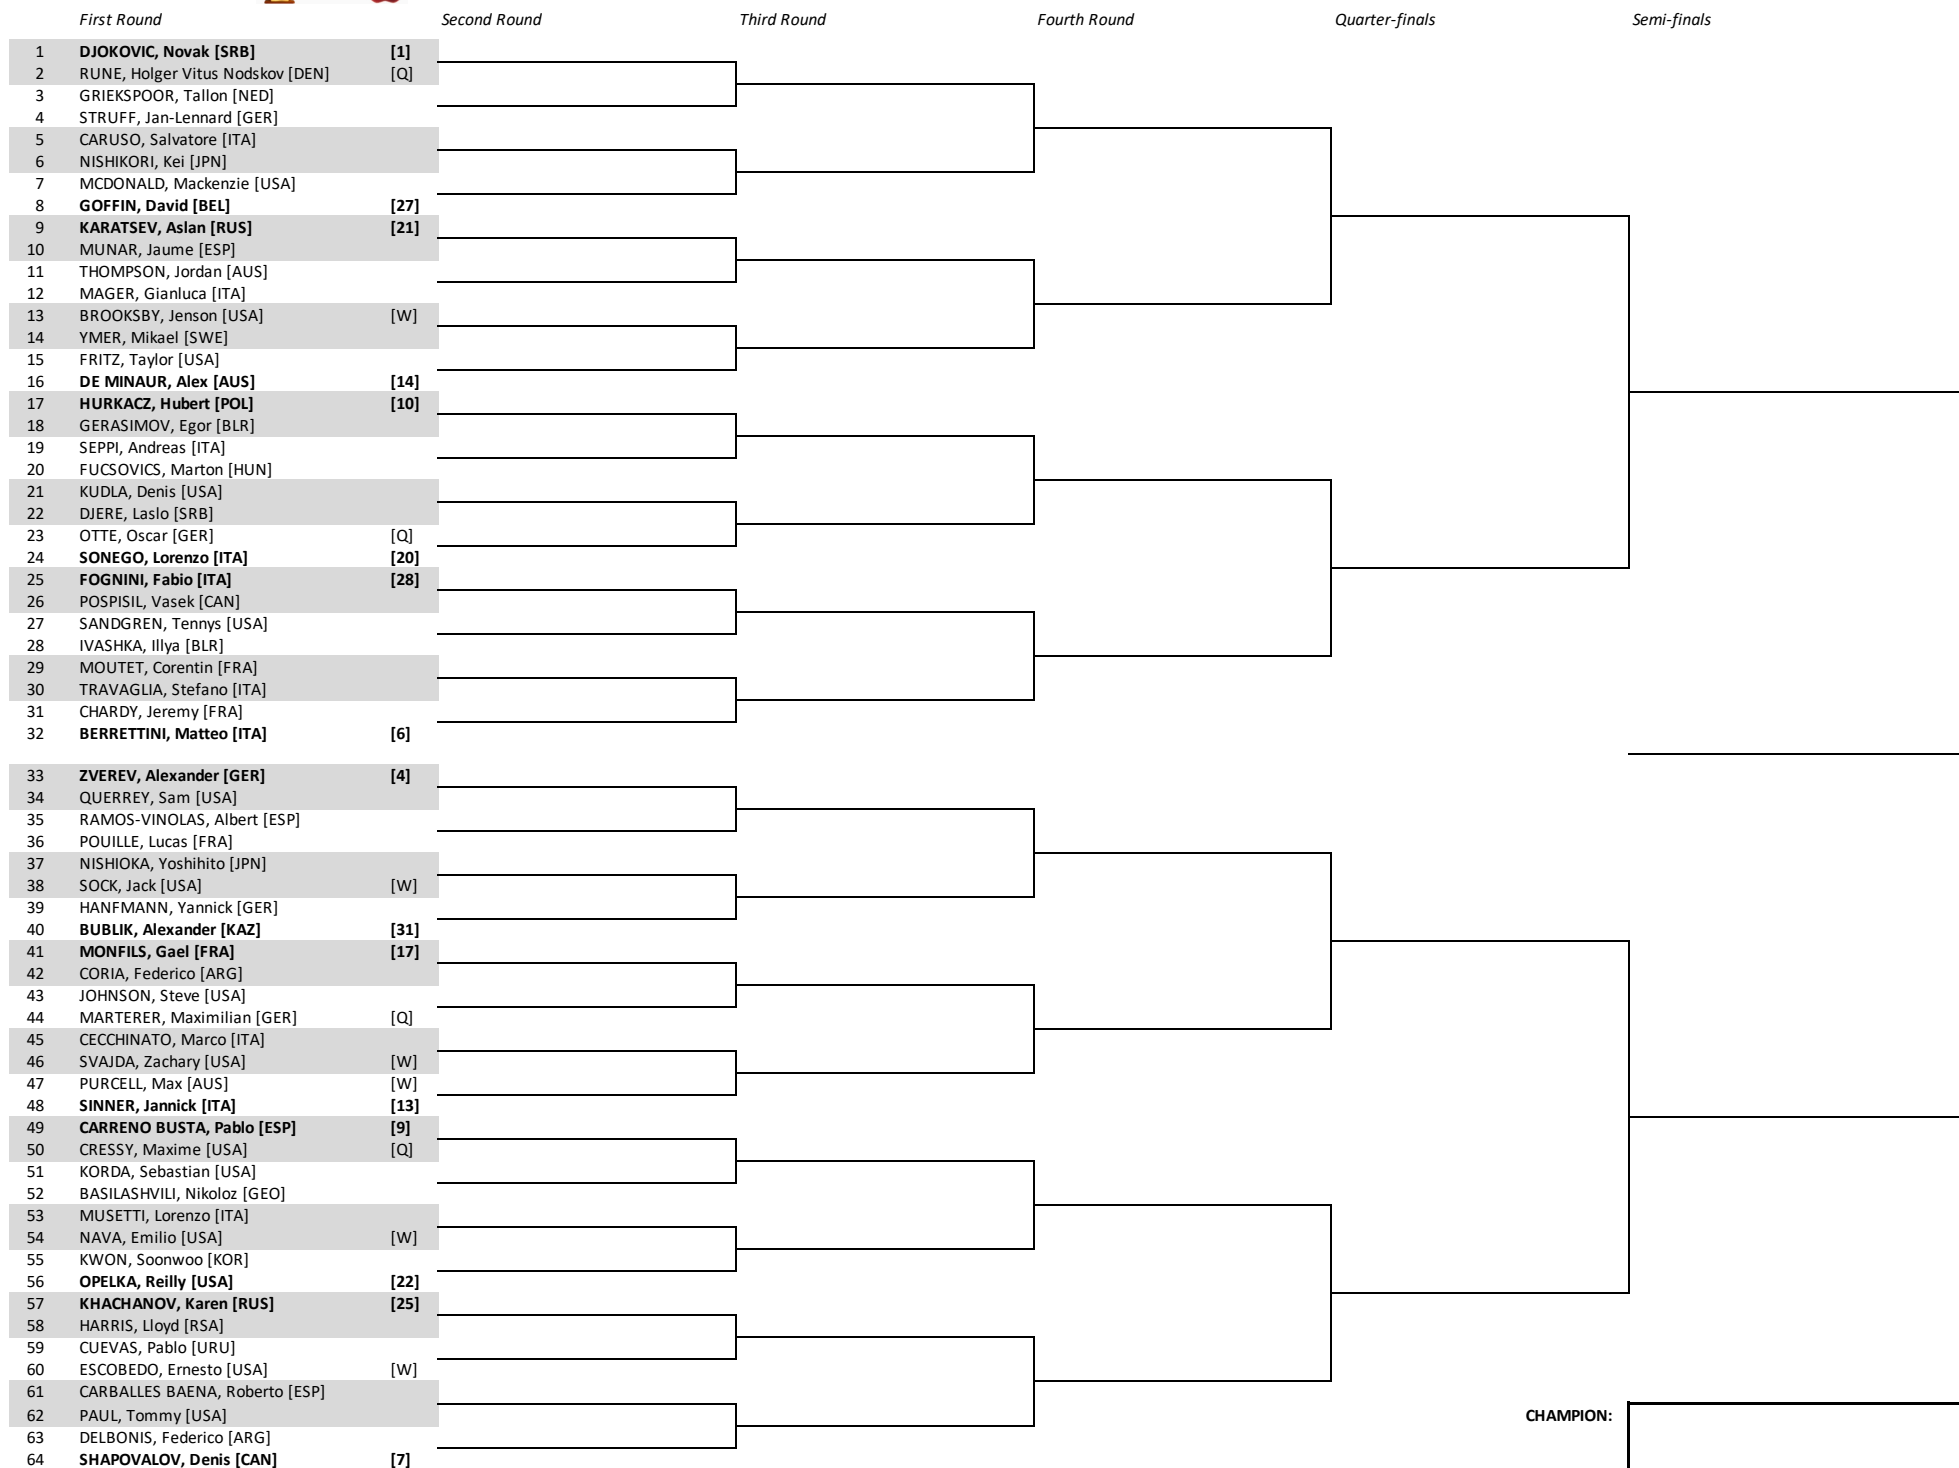 First Round Second Round Third Round Fourth Round Quarter-finals Semi-finals
1 DJOKOVIC, Novak [SRB] [1]
2 RUNE, Holger Vitus Nodskov [DEN] [Q]
3 GRIEKSPOOR, Tallon [NED]
4 STRUFF, Jan-Lennard [GER]
5 CARUSO, Salvatore [ITA]
6 NISHIKORI, Kei [JPN]
7 MCDONALD, Mackenzie [USA]
8 GOFFIN, David [BEL] [27]
9 KARATSEV, Aslan [RUS] [21]
10 MUNAR, Jaume [ESP]
11 THOMPSON, Jordan [AUS]
12 MAGER, Gianluca [ITA]
13 BROOKSBY, Jenson [USA] [W]
14 YMER, Mikael [SWE]
15 FRITZ, Taylor [USA]
16 DE MINAUR, Alex [AUS] [14]
17 HURKACZ, Hubert [POL] [10]
18 GERASIMOV, Egor [BLR]
19 SEPPI, Andreas [ITA]
20 FUCSOVICS, Marton [HUN]
21 KUDLA, Denis [USA]
22 DJERE, Laslo [SRB]
23 OTTE, Oscar [GER] [Q]
24 SONEGO, Lorenzo [ITA] [20]
25 FOGNINI, Fabio [ITA] [28]
26 POSPISIL, Vasek [CAN]
27 SANDGREN, Tennys [USA]
28 IVASHKA, Illya [BLR]
29 MOUTET, Corentin [FRA]
30 TRAVAGLIA, Stefano [ITA]
31 CHARDY, Jeremy [FRA]
32 BERRETTINI, Matteo [ITA] [6]
33 ZVEREV, Alexander [GER] [4]
34 QUERREY, Sam [USA]
35 RAMOS-VINOLAS, Albert [ESP]
36 POUILLE, Lucas [FRA]
37 NISHIOKA, Yoshihito [JPN]
38 SOCK, Jack [USA] [W]
39 HANFMANN, Yannick [GER]
40 BUBLIK, Alexander [KAZ] [31]
41 MONFILS, Gael [FRA] [17]
42 CORIA, Federico [ARG]
43 JOHNSON, Steve [USA]
44 MARTERER, Maximilian [GER] [Q]
45 CECCHINATO, Marco [ITA]
46 SVAJDA, Zachary [USA] [W]
47 PURCELL, Max [AUS] [W]
48 SINNER, Jannick [ITA] [13]
49 CARRENO BUSTA, Pablo [ESP] [9]
50 CRESSY, Maxime [USA] [Q]
51 KORDA, Sebastian [USA]
52 BASILASHVILI, Nikoloz [GEO]
53 MUSETTI, Lorenzo [ITA]
54 NAVA, Emilio [USA] [W]
55 KWON, Soonwoo [KOR]
56 OPELKA, Reilly [USA] [22]
57 KHACHANOV, Karen [RUS] [25]
58 HARRIS, Lloyd [RSA]
59 CUEVAS, Pablo [URU]
60 ESCOBEDO, Ernesto [USA] [W]
61 CARBALLES BAENA, Roberto [ESP]
62 PAUL, Tommy [USA] CHAMPION:
63 DELBONIS, Federico [ARG]
64 SHAPOVALOV, Denis [CAN] [7]